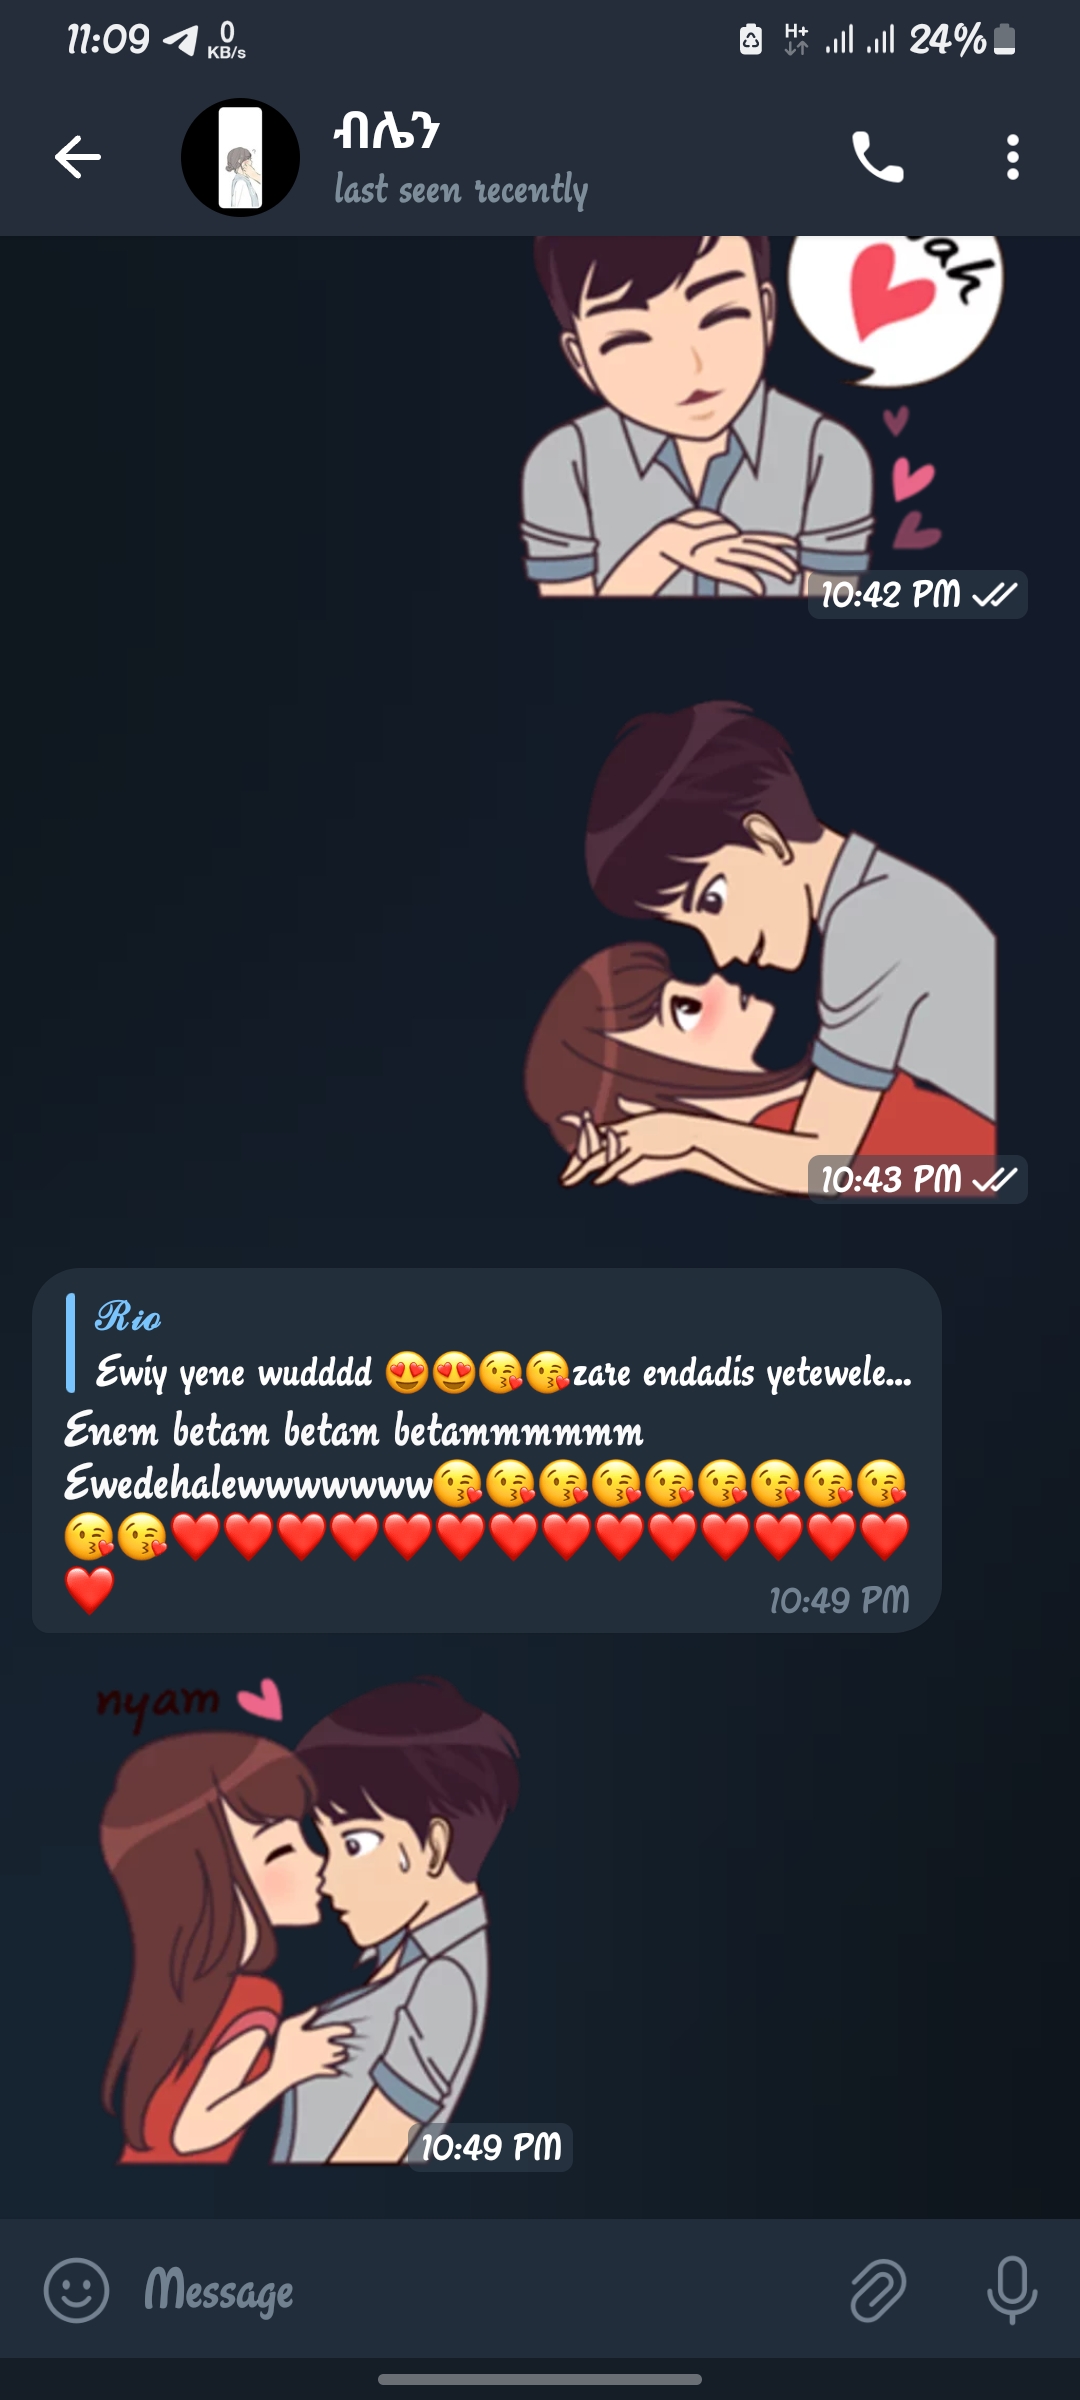 11:09 0 KB/s H+ 24%
ብሌን
last seen recently
ah
10:42 PM
10:43 PM
Rio
Ewiy yene wudddd 😍😍😘😘zare endadis yetewele...
Enem betam betam betammmmmm
Ewedehalewwwwwww😘😘😘😘😘😘😘😘😘
😘😘❤️❤️❤️❤️❤️❤️❤️❤️❤️❤️❤️❤️❤️❤️
❤️
10:49 PM
nyam
10:49 PM
Message